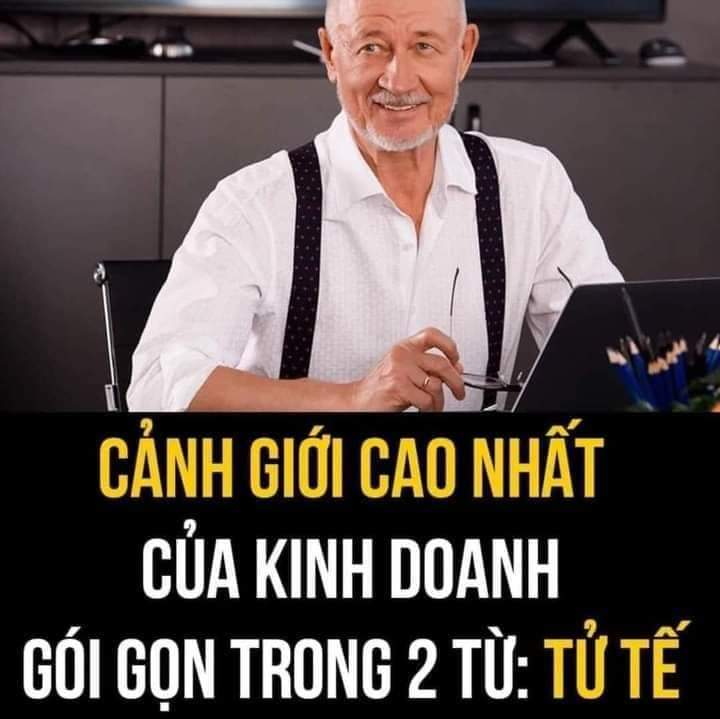 CẢNH GIỚI CAO NHẤT
CỦA KINH DOANH
GÓI GỌN TRONG 2 TỪ: TỬ TẾ